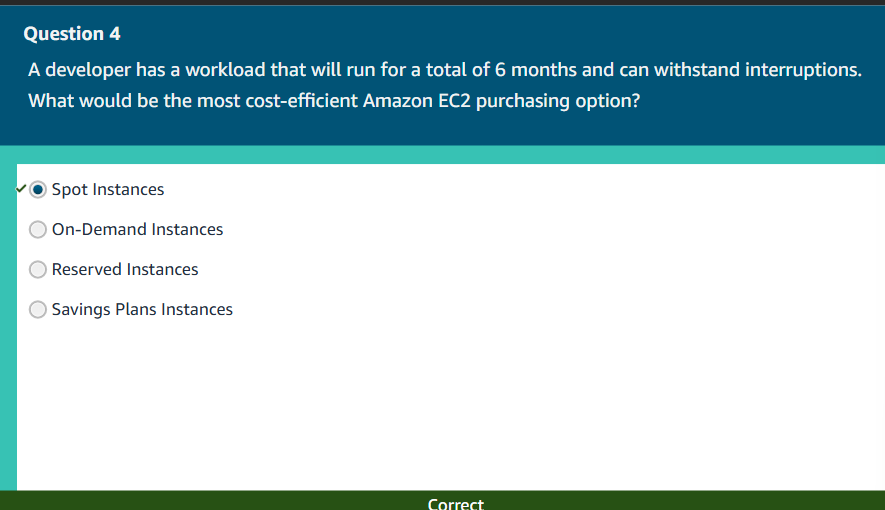 Question 4
A developer has a workload that will run for a total of 6 months and can withstand interruptions.
What would be the most cost-efficient Amazon EC2 purchasing option?
Spot Instances
On-Demand Instances
Reserved Instances
Savings Plans Instances
Correct